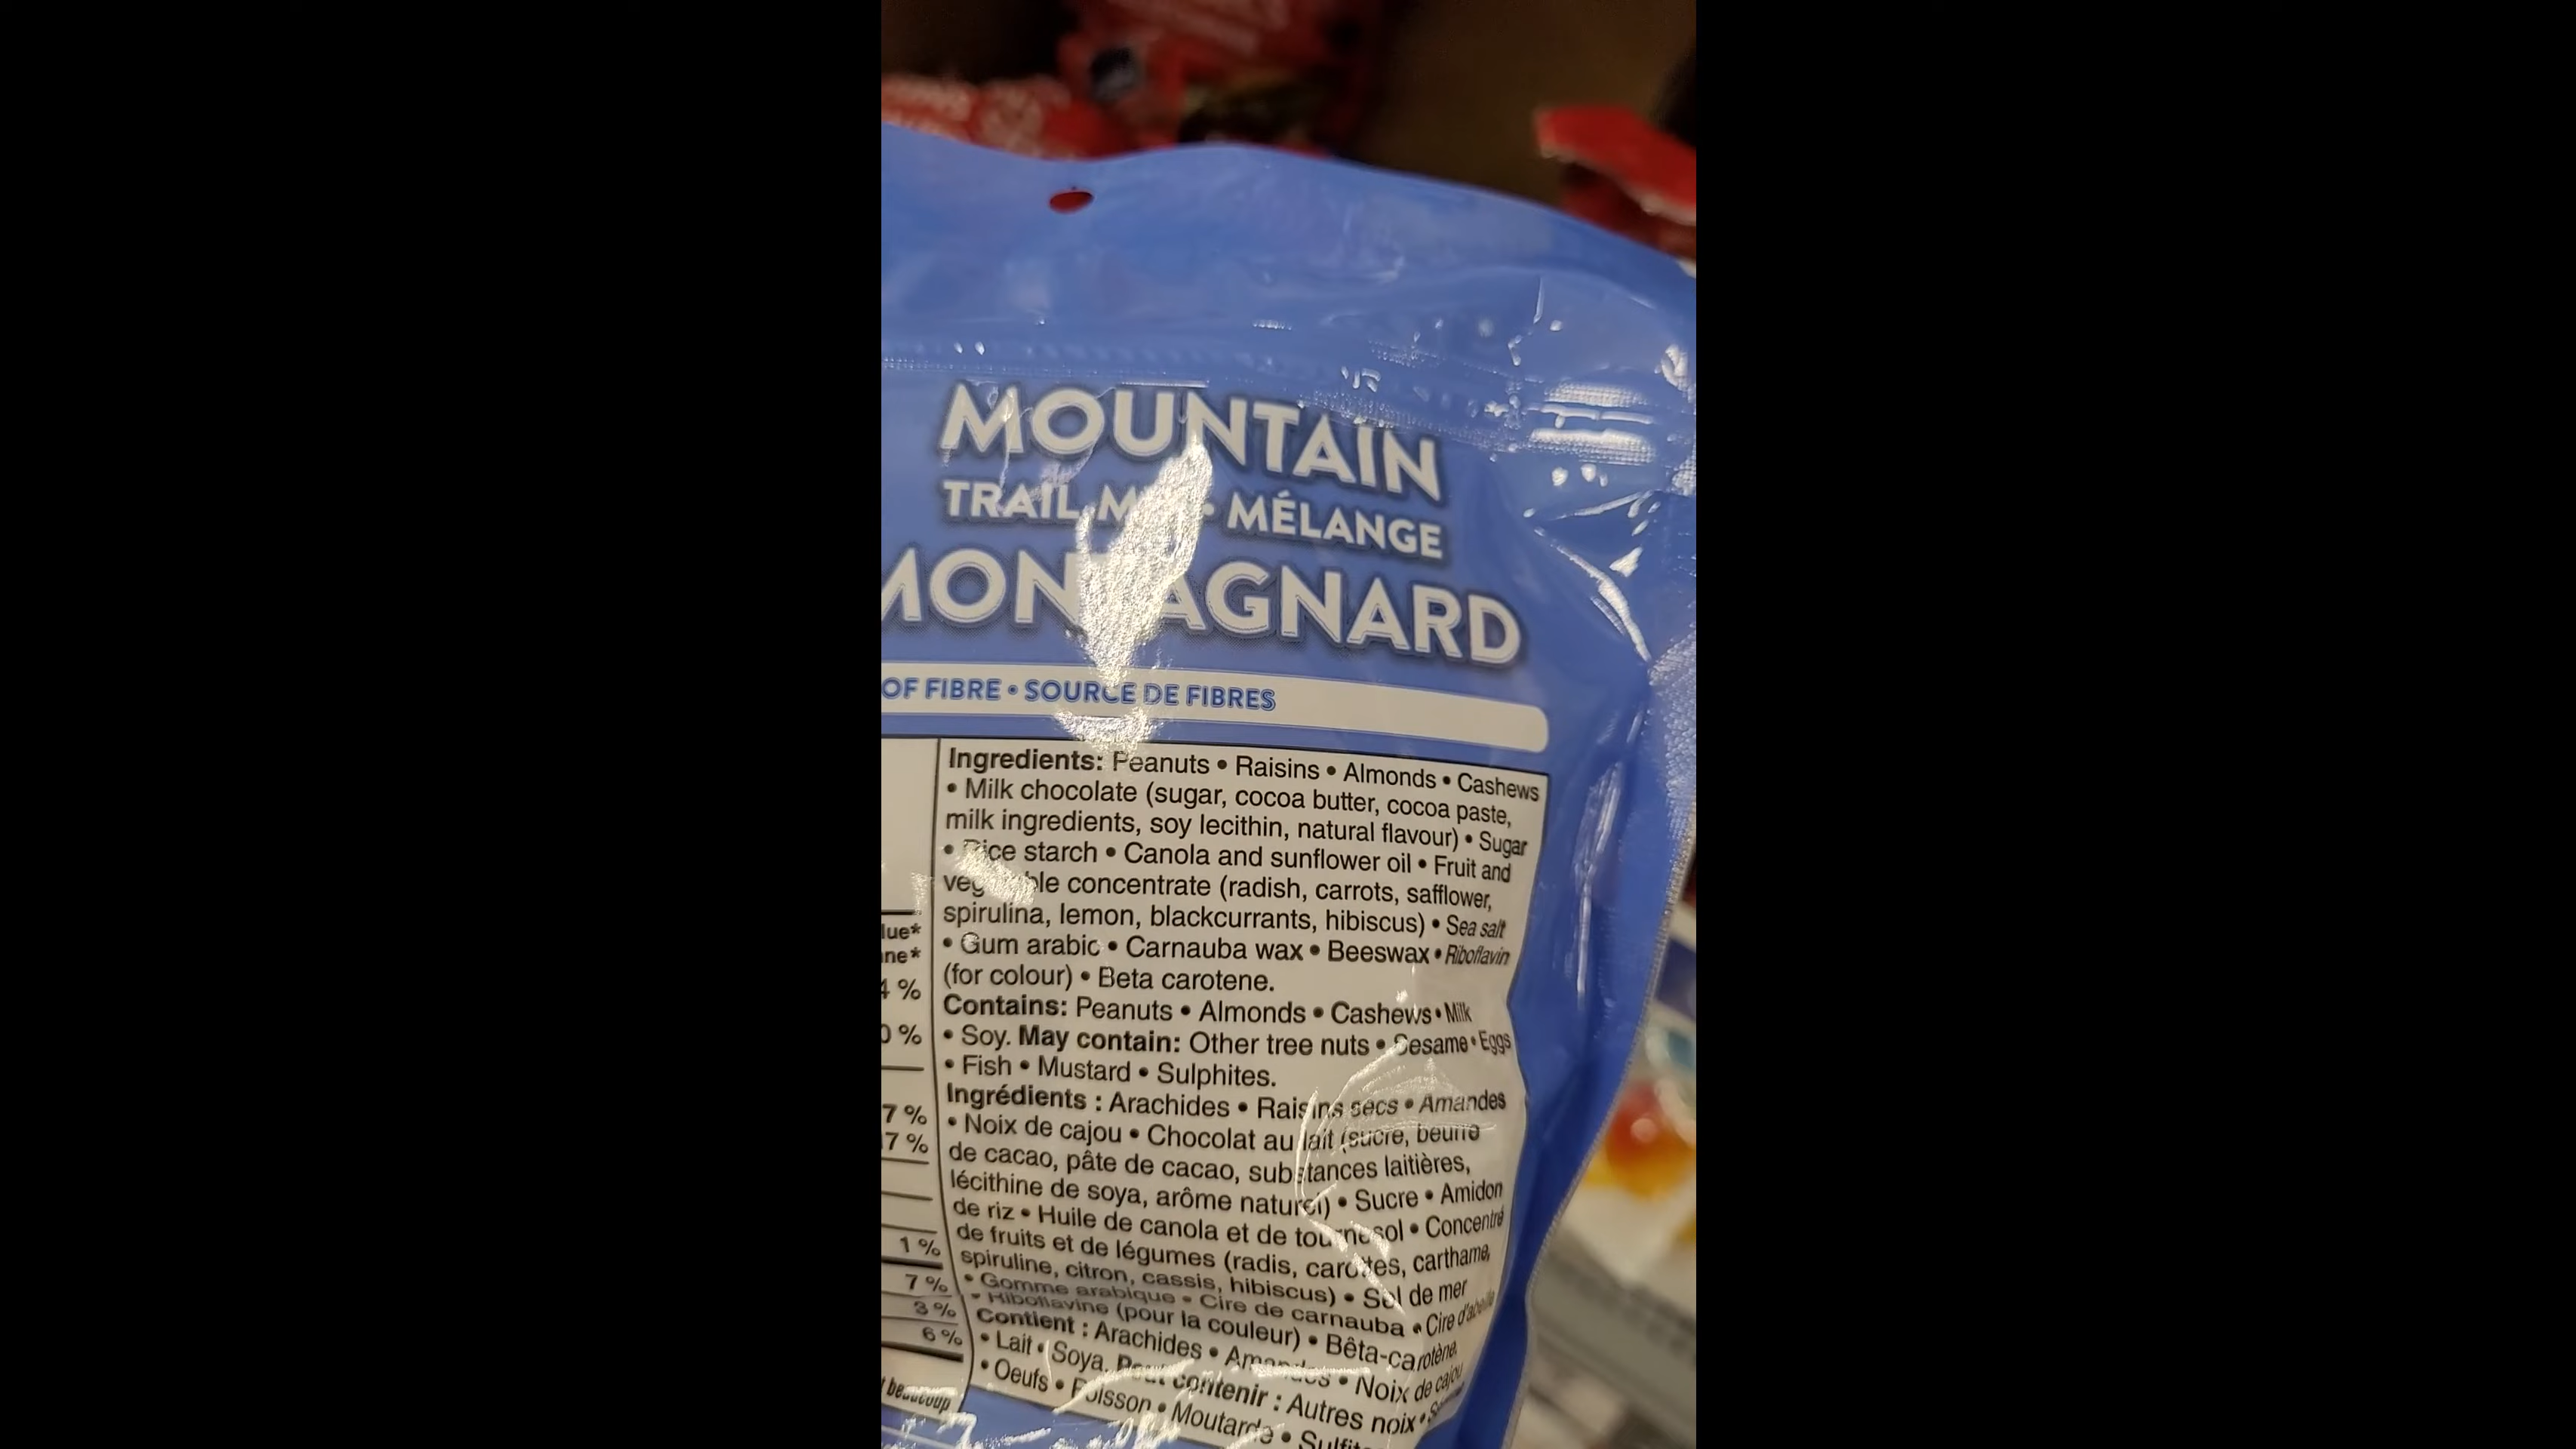 MOUNTAIN
TRAIL • MÉLANGE
MONTAGNARD
OF FIBRE • SOURCE DE FIBRES
Ingredients: Peanuts • Raisins • Almonds • Cashews
• Milk chocolate (sugar, cocoa butter, cocoa paste,
milk ingredients, soy lecithin, natural flavour) • Sugar
• Rice starch • Canola and sunflower oil • Fruit and
vegetable concentrate (radish, carrots, safflower,
spirulina, lemon, blackcurrants, hibiscus) • Sea salt
• Gum arabic • Carnauba wax • Beeswax • Riboflavin
(for colour) • Beta carotene.
Contains: Peanuts • Almonds • Cashews • Milk
• Soy. May contain: Other tree nuts • Sesame • Eggs
• Fish • Mustard • Sulphites.
Ingrédients : Arachides • Raisins secs • Amandes
• Noix de cajou • Chocolat au lait (sucre, beurre
de cacao, pâte de cacao, substances laitières,
lécithine de soya, arôme naturel) • Sucre • Amidon
de riz • Huile de canola et de tournesol • Concentré
de fruits et de légumes (radis, carottes, carthame,
spiruline, citron, cassis, hibiscus) • Sel de mer
• Gomme arabique • Cire de carnauba • Cire d'abeille
• Riboflavine (pour la couleur) • Bêta-carotène.
Contient : Arachides • Amandes • Noix de cajou
• Lait • Soya. Peut contenir : Autres noix •
• Oeufs • Poisson • Moutarde •
lue*
ne*
4 %
0 %
7 %
7 %
1 %
7 %
3 %
6 %
beaucoup